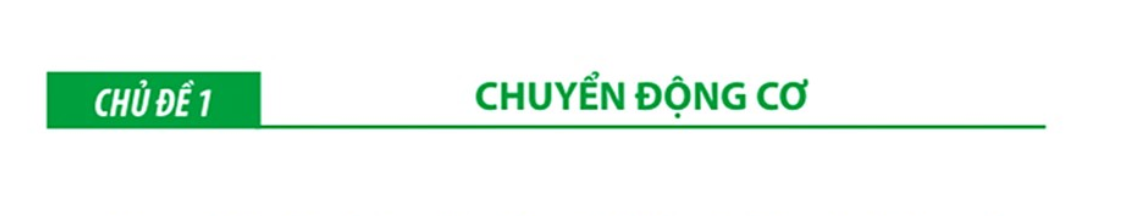 CHỦ ĐỀ 1
CHUYỂN ĐỘNG CƠ